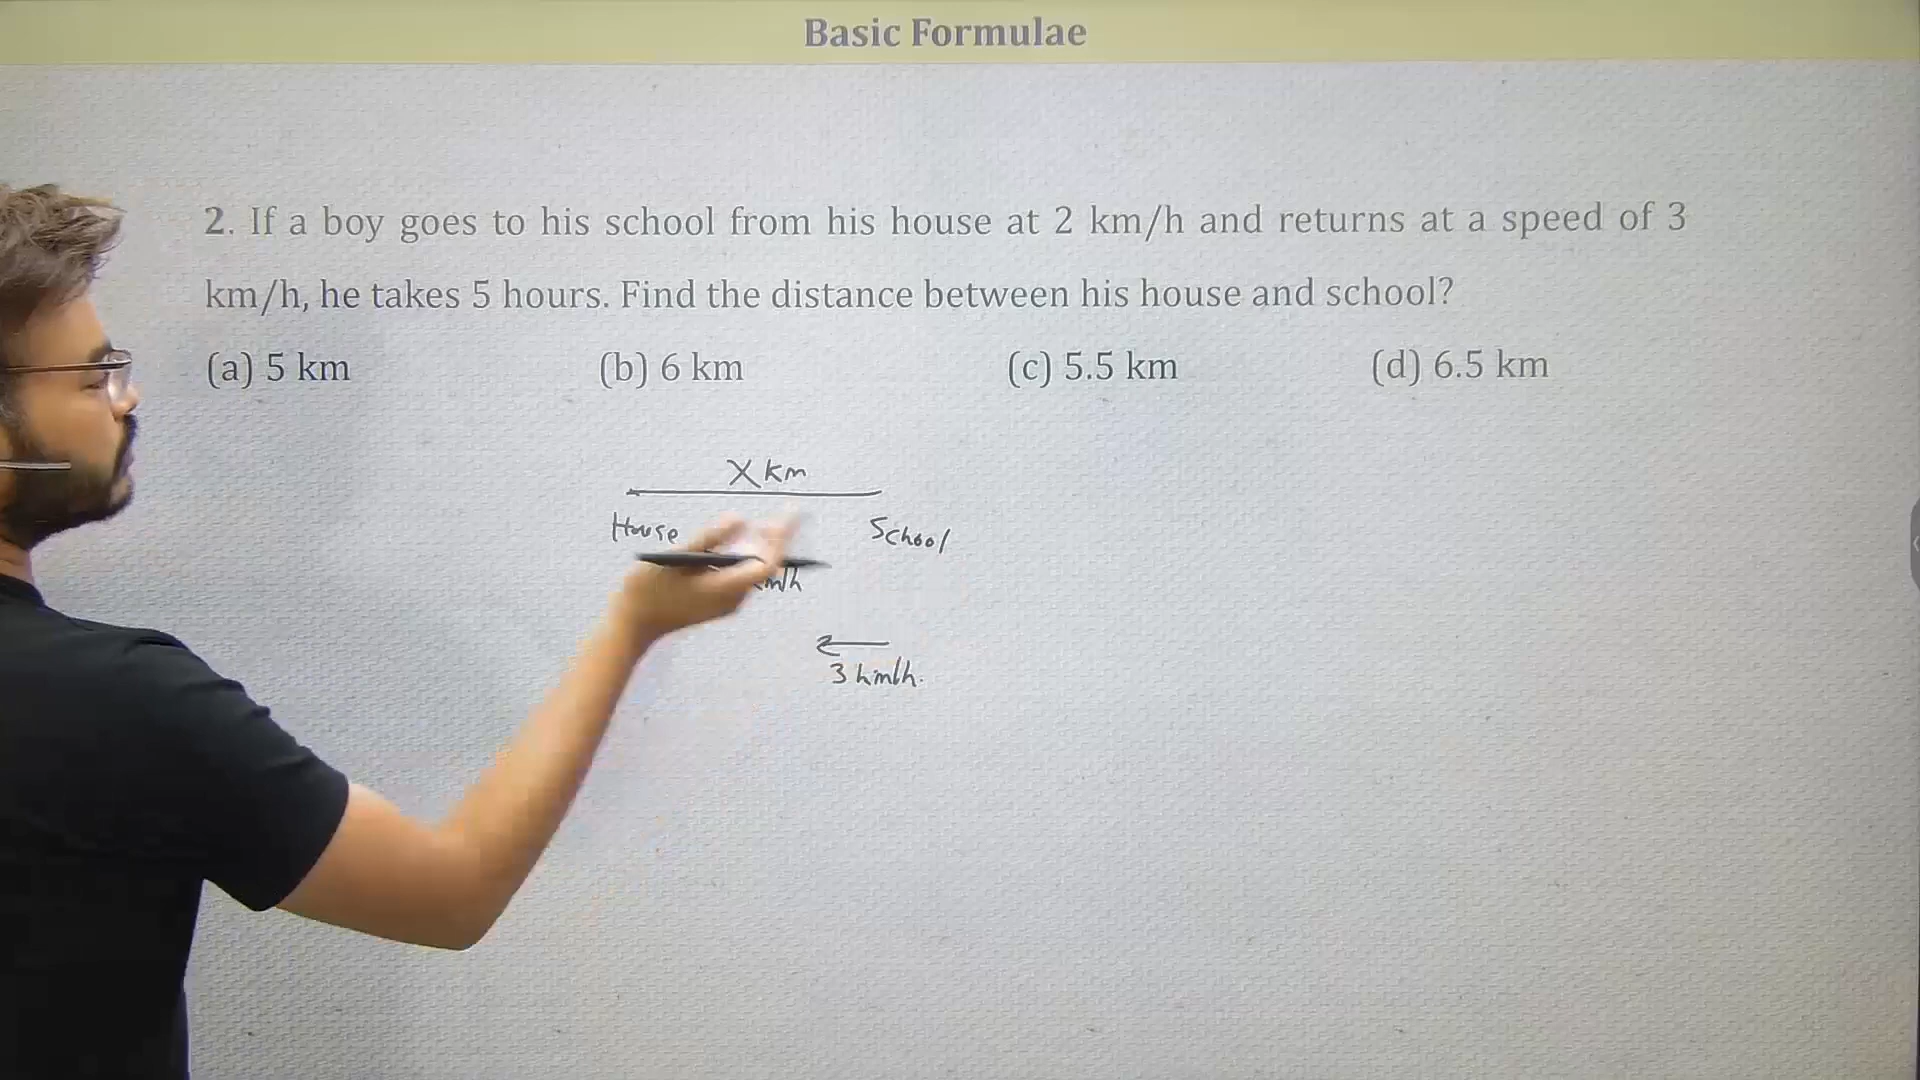 Basic Formulae
2. If a boy goes to his school from his house at 2 km/h and returns at a speed of 3
km/h, he takes 5 hours. Find the distance between his house and school?
(a) 5 km (b) 6 km (c) 5.5 km (d) 6.5 km
X km
House School
3 km/h.